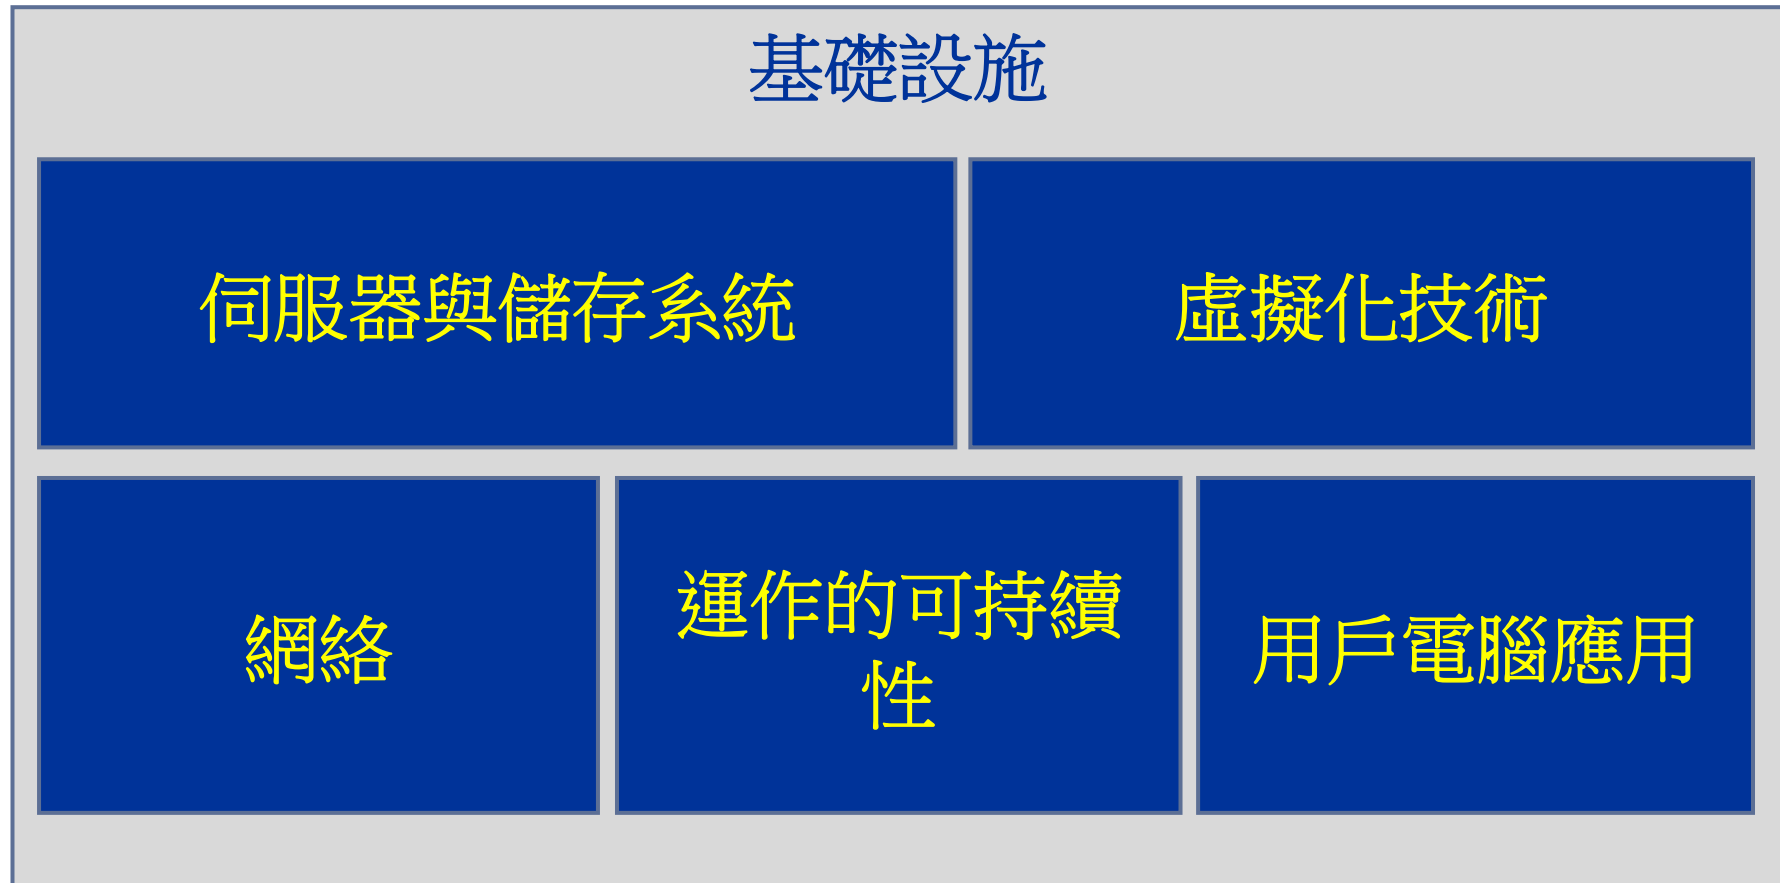 基礎設施
伺服器與儲存系統
虛擬化技術
網絡
運作的可持續
性
用戶電腦應用